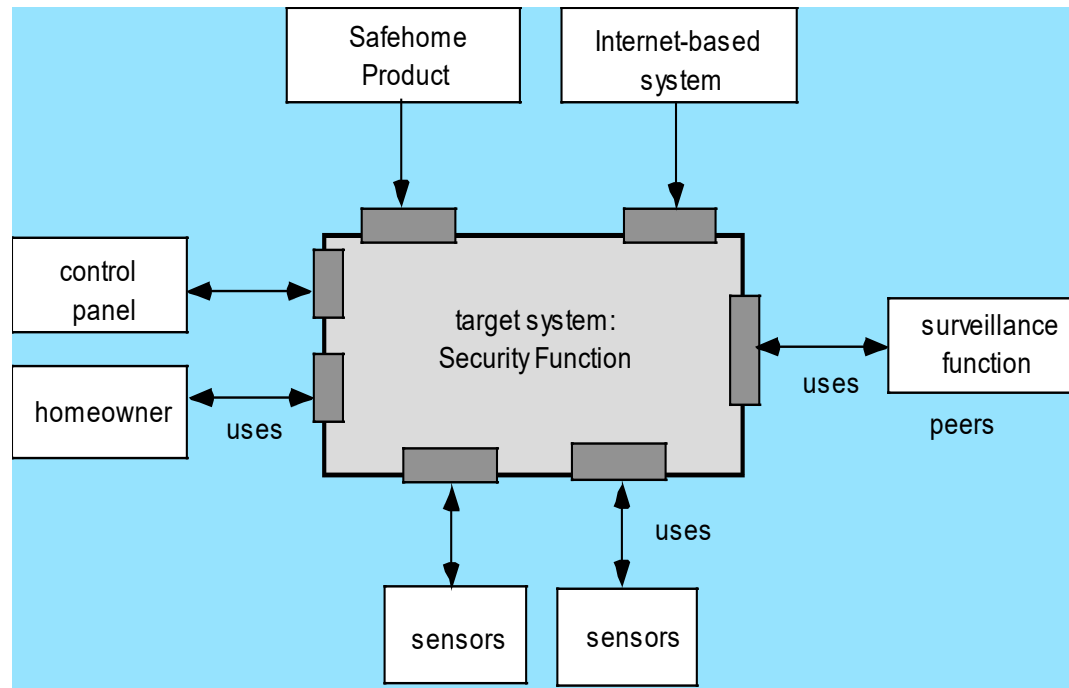 Safehome
Product
Internet-based
system
control
panel
target system:
Security Function
surveillance
function
homeowner
uses
uses
peers
uses
sensors
sensors